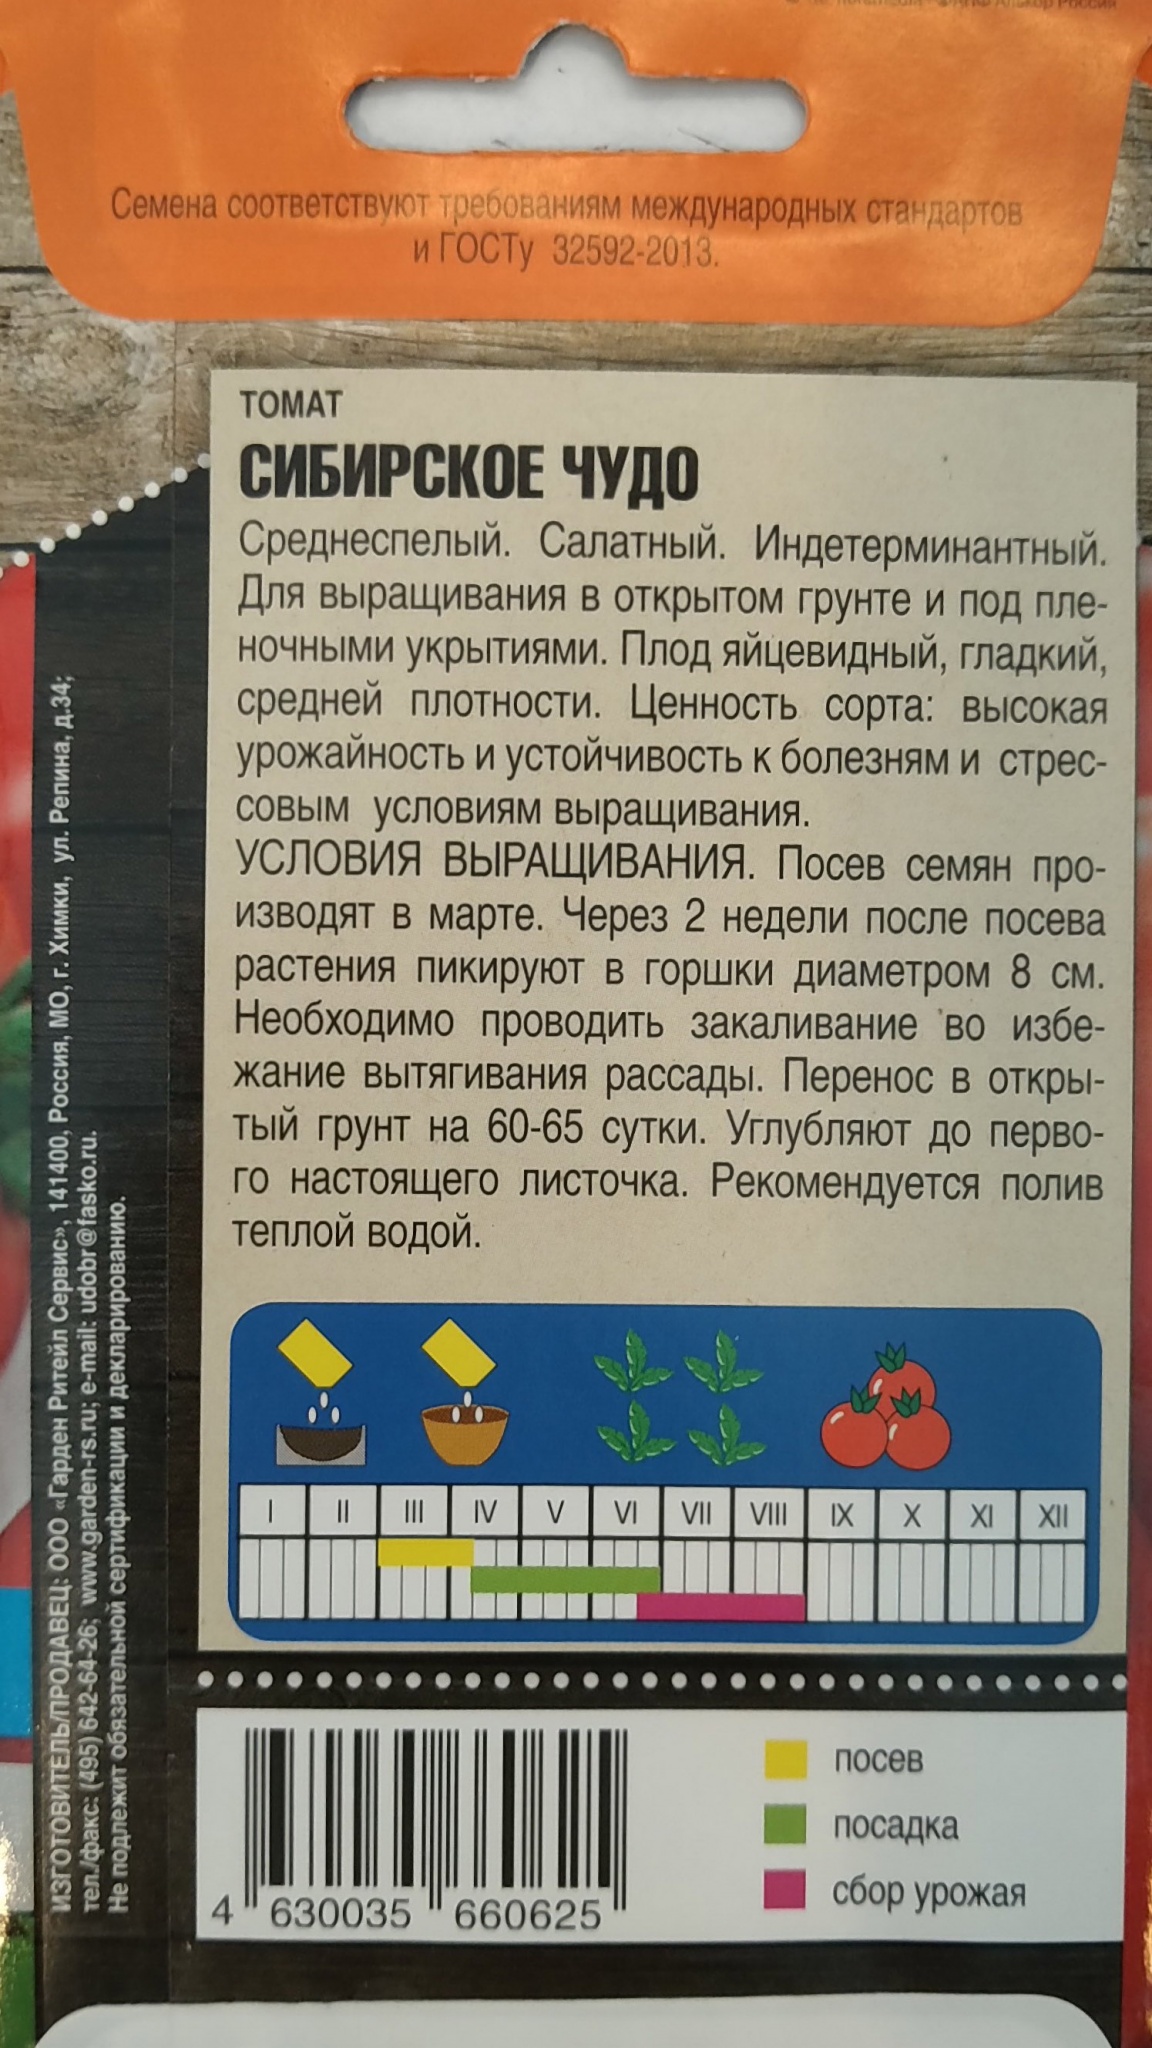 Семена соответствуют требованиям международных стандартов
и ГОСТу 32592-2013.
ТОМАТ
СИБИРСКОЕ ЧУДО
Среднеспелый. Салатный. Индетерминантный.
Для выращивания в открытом грунте и под пле-
ночными укрытиями. Плод яйцевидный, гладкий,
средней плотности. Ценность сорта: высокая
урожайность и устойчивость к болезням и стрес-
совым условиям выращивания.
УСЛОВИЯ ВЫРАЩИВАНИЯ. Посев семян про-
изводят в марте. Через 2 недели после посева
растения пикируют в горшки диаметром 8 см.
Необходимо проводить закаливание во избе-
жание вытягивания рассады. Перенос в откры-
тый грунт на 60-65 сутки. Углубляют до перво-
го настоящего листочка. Рекомендуется полив
теплой водой.
I II III IV V VI VII VIII IX X XI XII
посев
посадка
сбор урожая
4 630035 660625
ИЗГОТОВИТЕЛЬ/ПРОДАВЕЦ: ООО «Гарден Ритейл Сервис», 141400, Россия, МО, г. Химки, ул. Репина, д.34;
тел./факс: (495) 642-64-26; www.garden-rs.ru; e-mail: udobr@fasko.ru.
Не подлежит обязательной сертификации и декларированию.